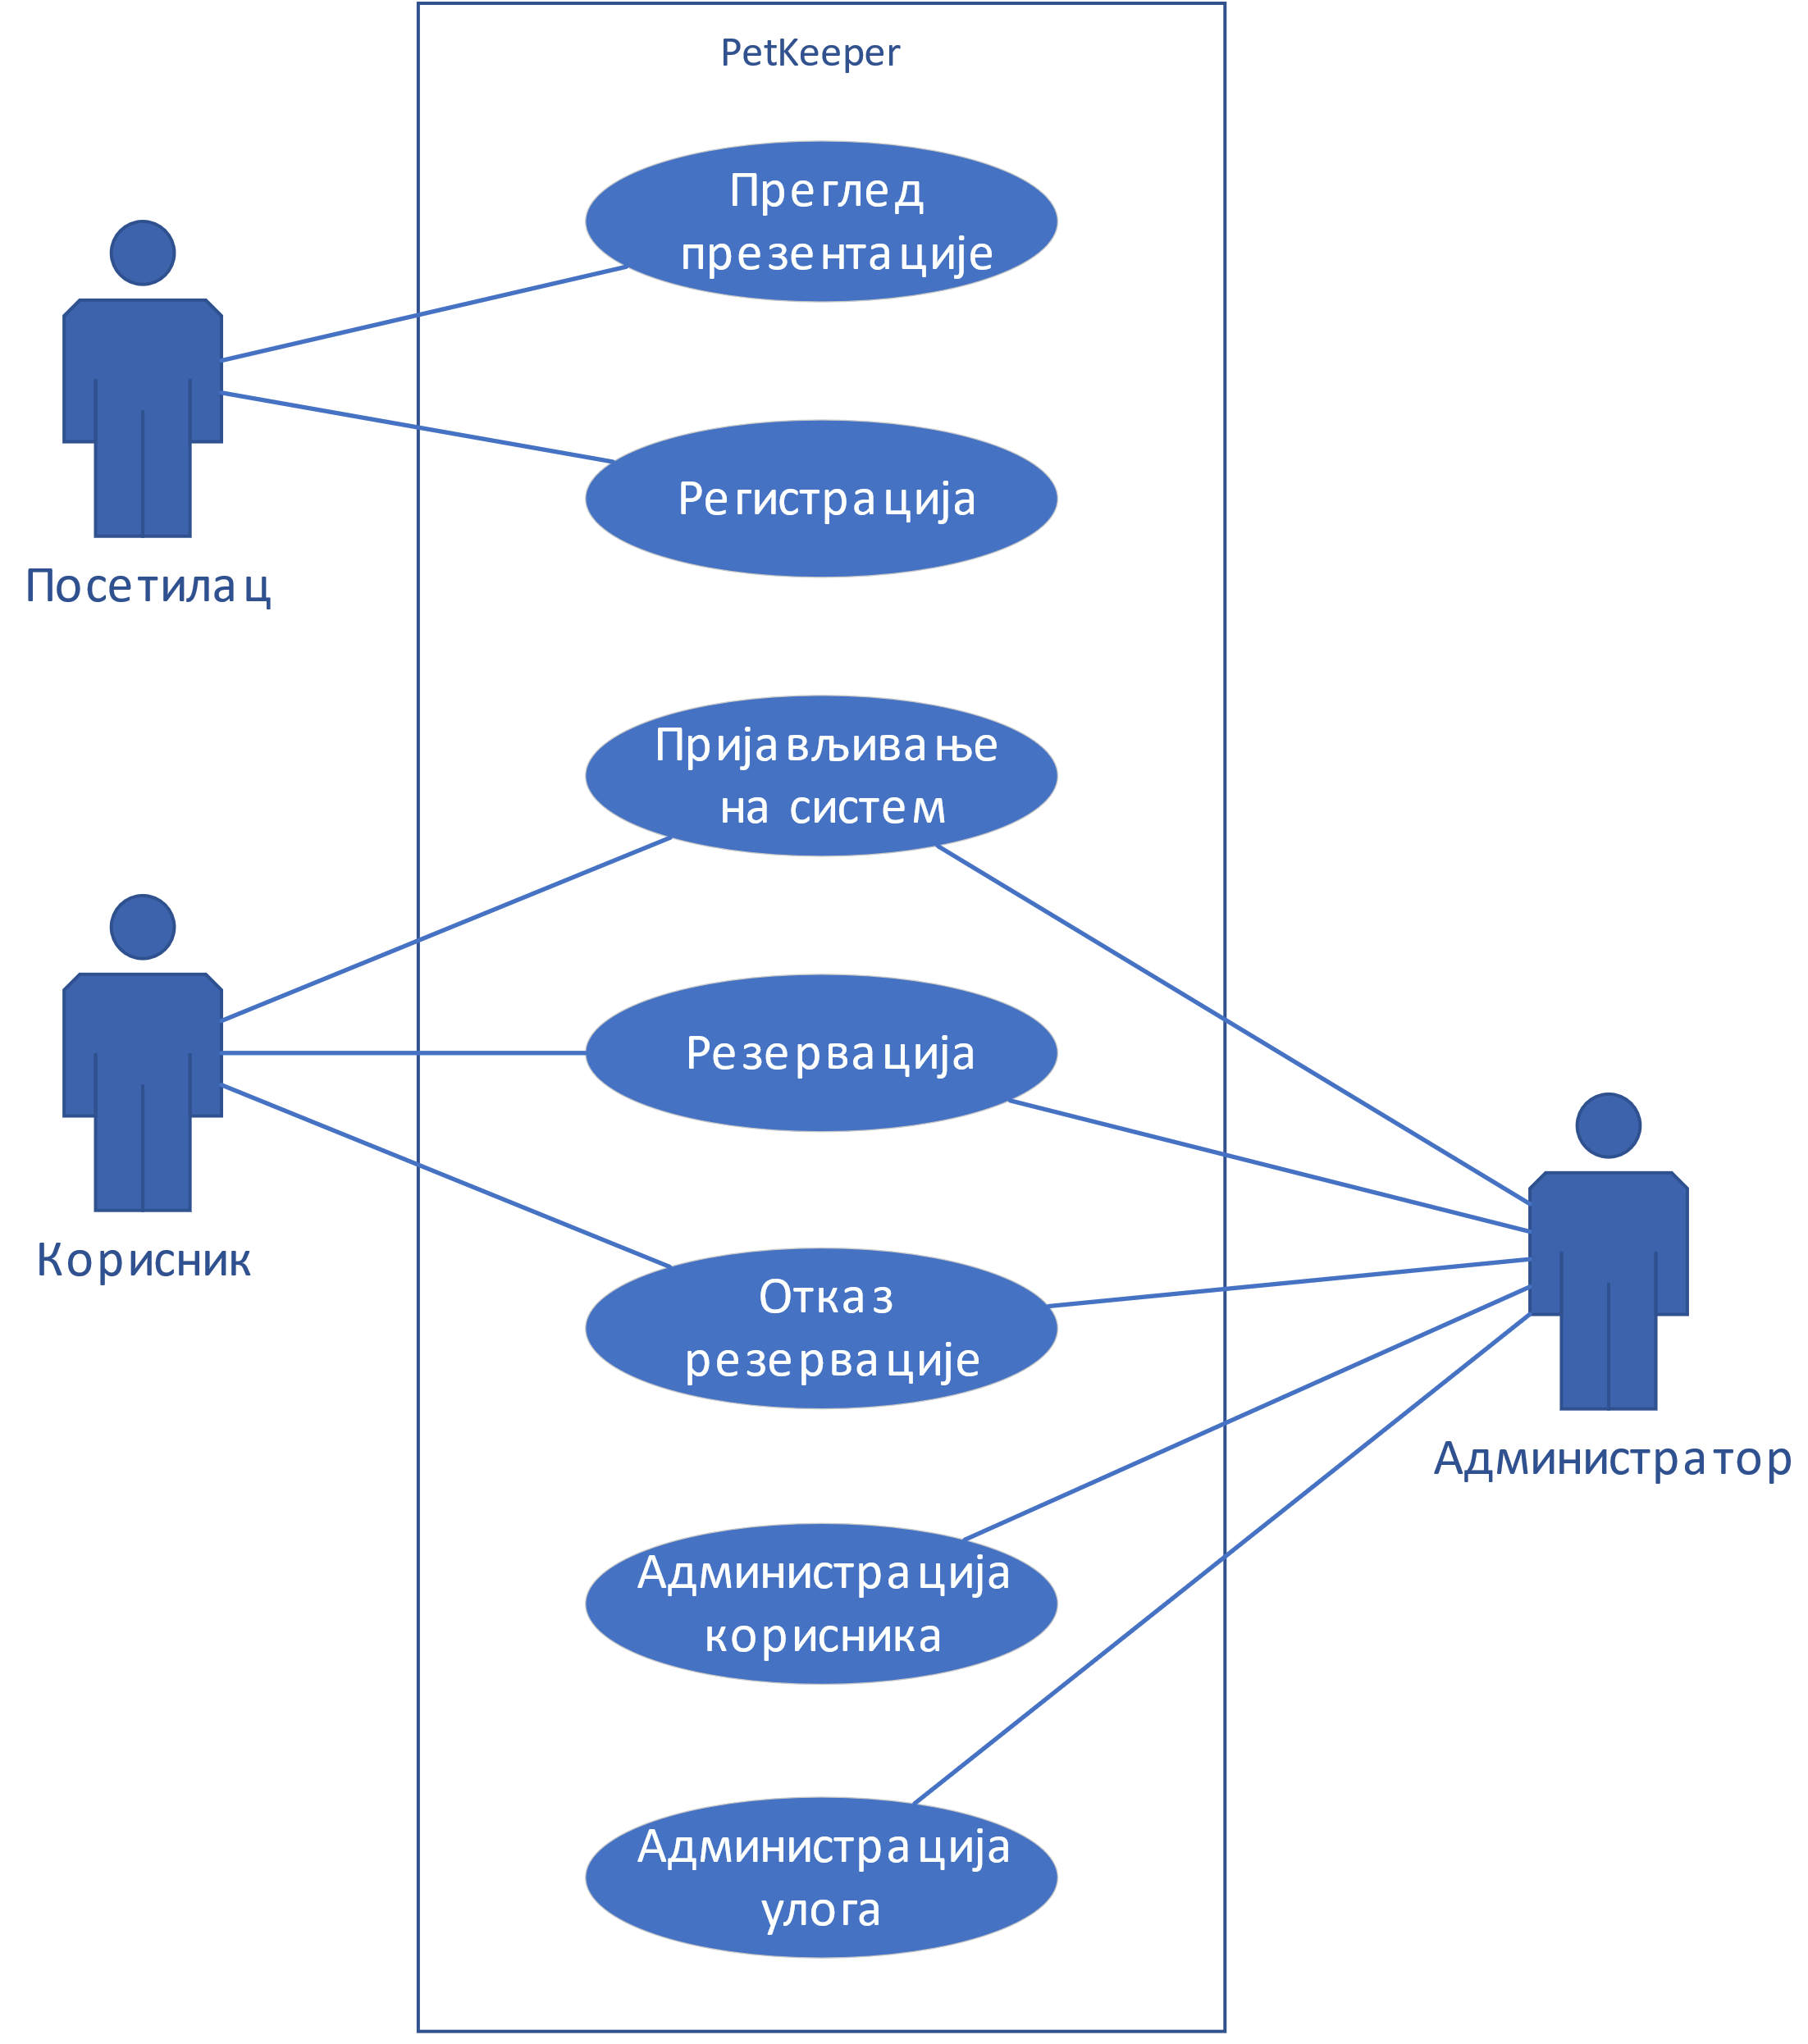 PetKeeper
Преглед
презентације
Регистрација
Посетилац
Пријављивање
на систем
Резервација
Корисник
Отказ
резервације
Администратор
Администрација
корисника
Администрација
улога